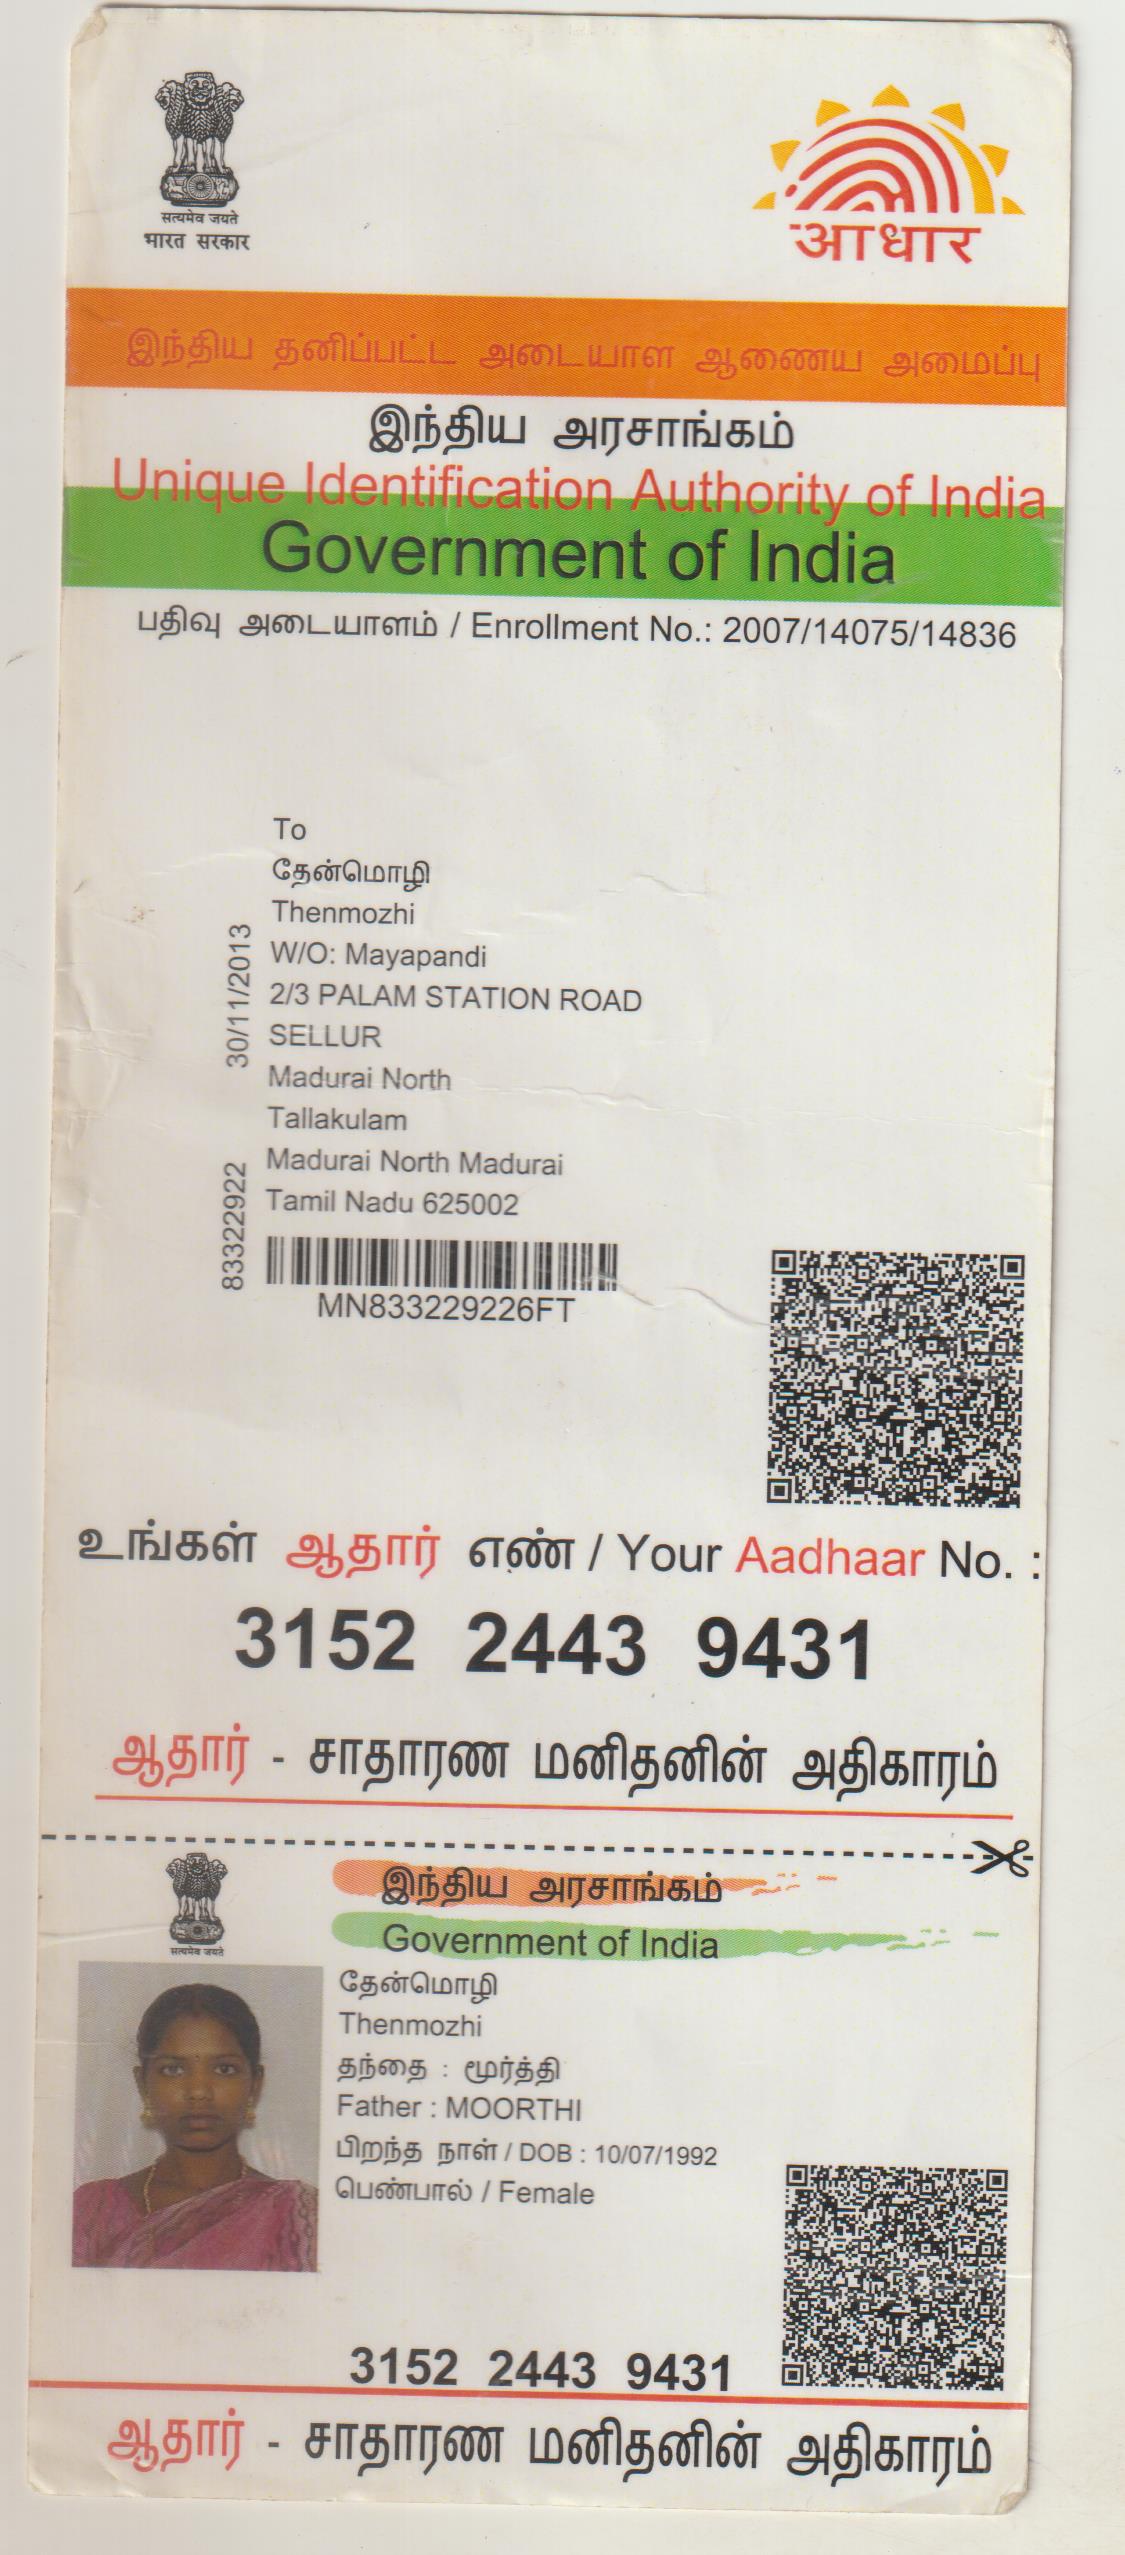 सत्यमेव जयते
भारत सरकार
आधार
இந்திய தனிப்பட்ட அடையாள ஆணைய அமைப்பு
இந்திய அரசாங்கம்
Unique Identification Authority of India
Government of India
பதிவு அடையாளம் / Enrollment No.: 2007/14075/14836
To
தேன்மொழி
Thenmozhi
W/O: Mayapandi
2/3 PALAM STATION ROAD
SELLUR
Madurai North
Tallakulam
Madurai North Madurai
Tamil Nadu 625002
30/11/2013
83322922
MN833229226FT
உங்கள் ஆதார் எண் / Your Aadhaar No. :
3152 2443 9431
ஆதார் - சாதாரண மனிதனின் அதிகாரம்
सत्यमेव जयते
இந்திய அரசாங்கம்
Government of India
தேன்மொழி
Thenmozhi
தந்தை : மூர்த்தி
Father : MOORTHI
பிறந்த நாள் / DOB : 10/07/1992
பெண்பால் / Female
3152 2443 9431
ஆதார் - சாதாரண மனிதனின் அதிகாரம்